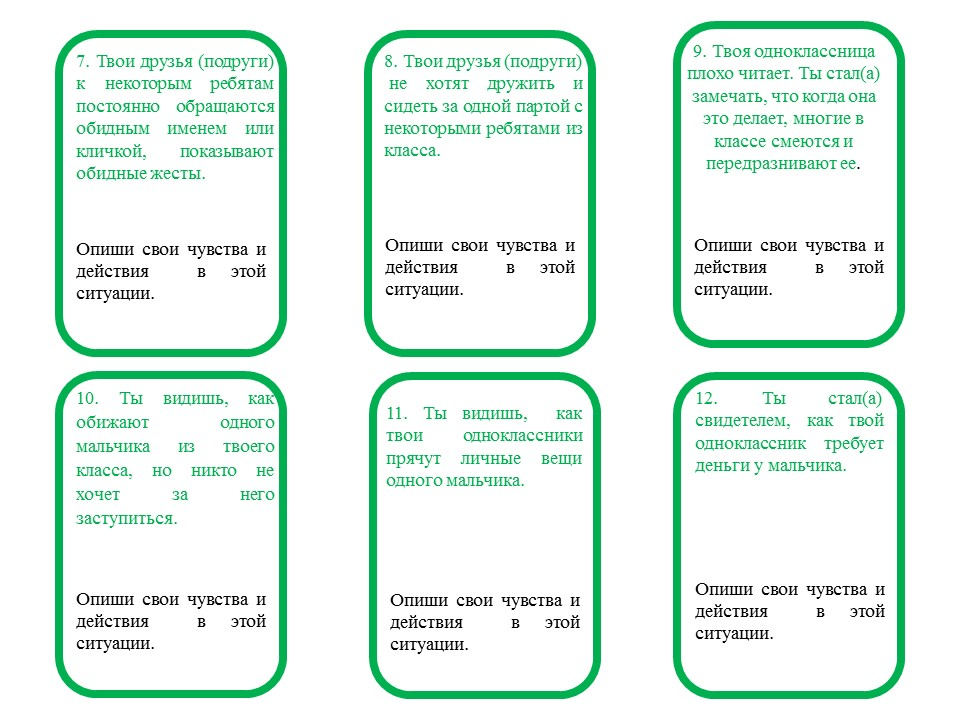 7. Твои друзья (подруги)
к некоторым ребятам
постоянно обращаются
обидным именем или
кличкой, показывают
обидные жесты.
Опиши свои чувства и
действия в этой
ситуации.
8. Твои друзья (подруги)
не хотят дружить и
сидеть за одной партой с
некоторыми ребятами из
класса.
Опиши свои чувства и
действия в этой
ситуации.
9. Твоя одноклассница
плохо читает. Ты стал(а)
замечать, что когда она
это делает, многие в
классе смеются и
передразнивают ее.
Опиши свои чувства и
действия в этой
ситуации.
10. Ты видишь, как
обижают одного
мальчика из твоего
класса, но никто не
хочет за него
заступиться.
Опиши свои чувства и
действия в этой
ситуации.
11. Ты видишь, как
твои одноклассники
прячут личные вещи
одного мальчика.
Опиши свои чувства и
действия в этой
ситуации.
12. Ты стал(а)
свидетелем, как твой
одноклассник требует
деньги у мальчика.
Опиши свои чувства и
действия в этой
ситуации.